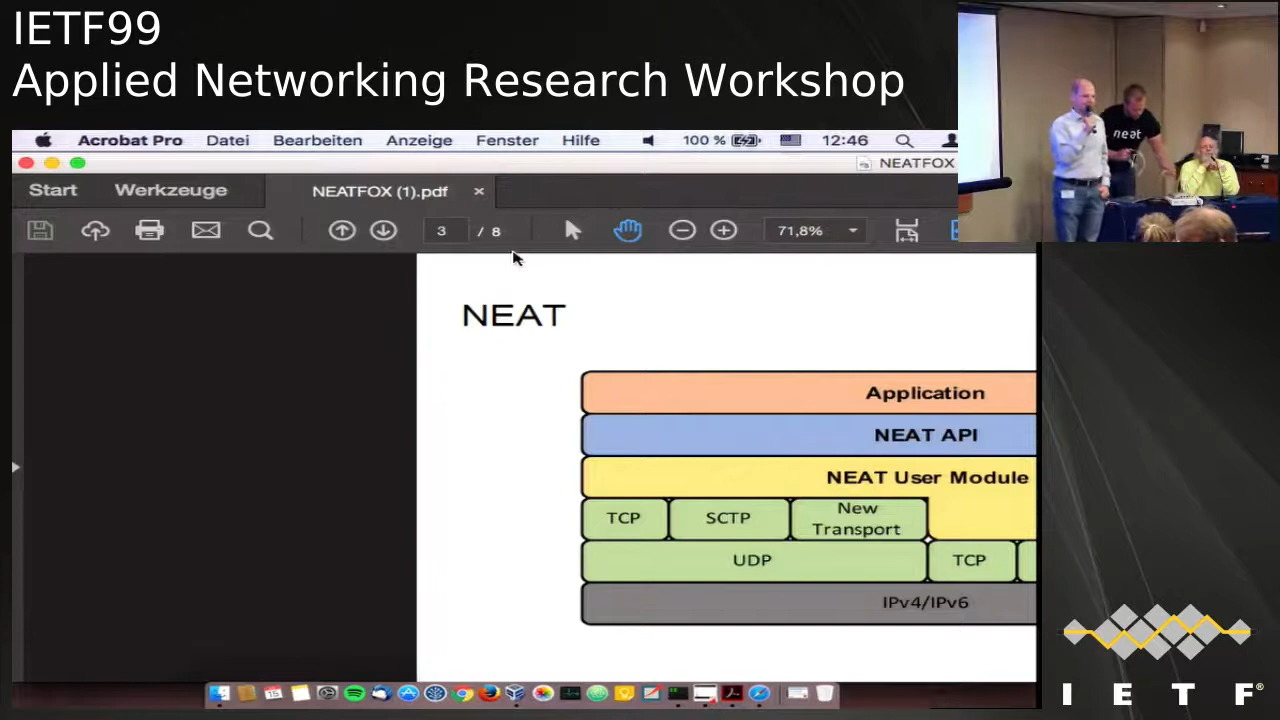 IETF99
Applied Networking Research Workshop
Acrobat Pro Datei Bearbeiten Anzeige Fenster Hilfe 100 % 12:46
NEATFOX
Start Werkzeuge NEATFOX (1).pdf ×
3 / 8 71,8%
neat
NEAT
Application
NEAT API
NEAT User Module
TCP SCTP New Transport
UDP TCP
IPv4/IPv6
15
I E T F®